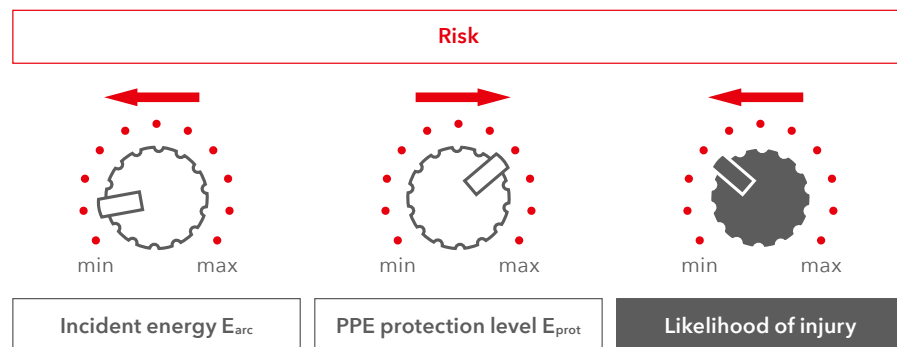 Risk
min max
min max
min max
Incident energy Earc
PPE protection level Eprot
Likelihood of injury